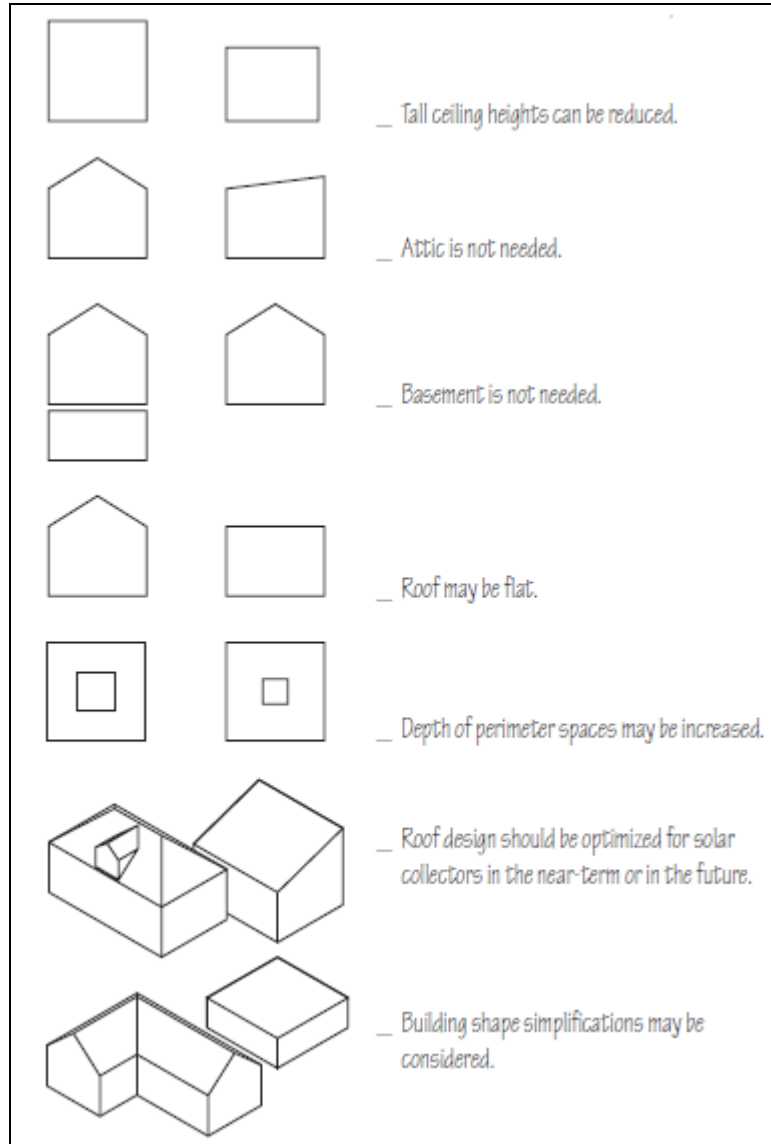 _ Tall ceiling heights can be reduced.
_ Attic is not needed.
_ Basement is not needed.
_ Roof may be flat.
_ Depth of perimeter spaces may be increased.
_ Roof design should be optimized for solar
collectors in the near-term or in the future.
_ Building shape simplifications may be
considered.